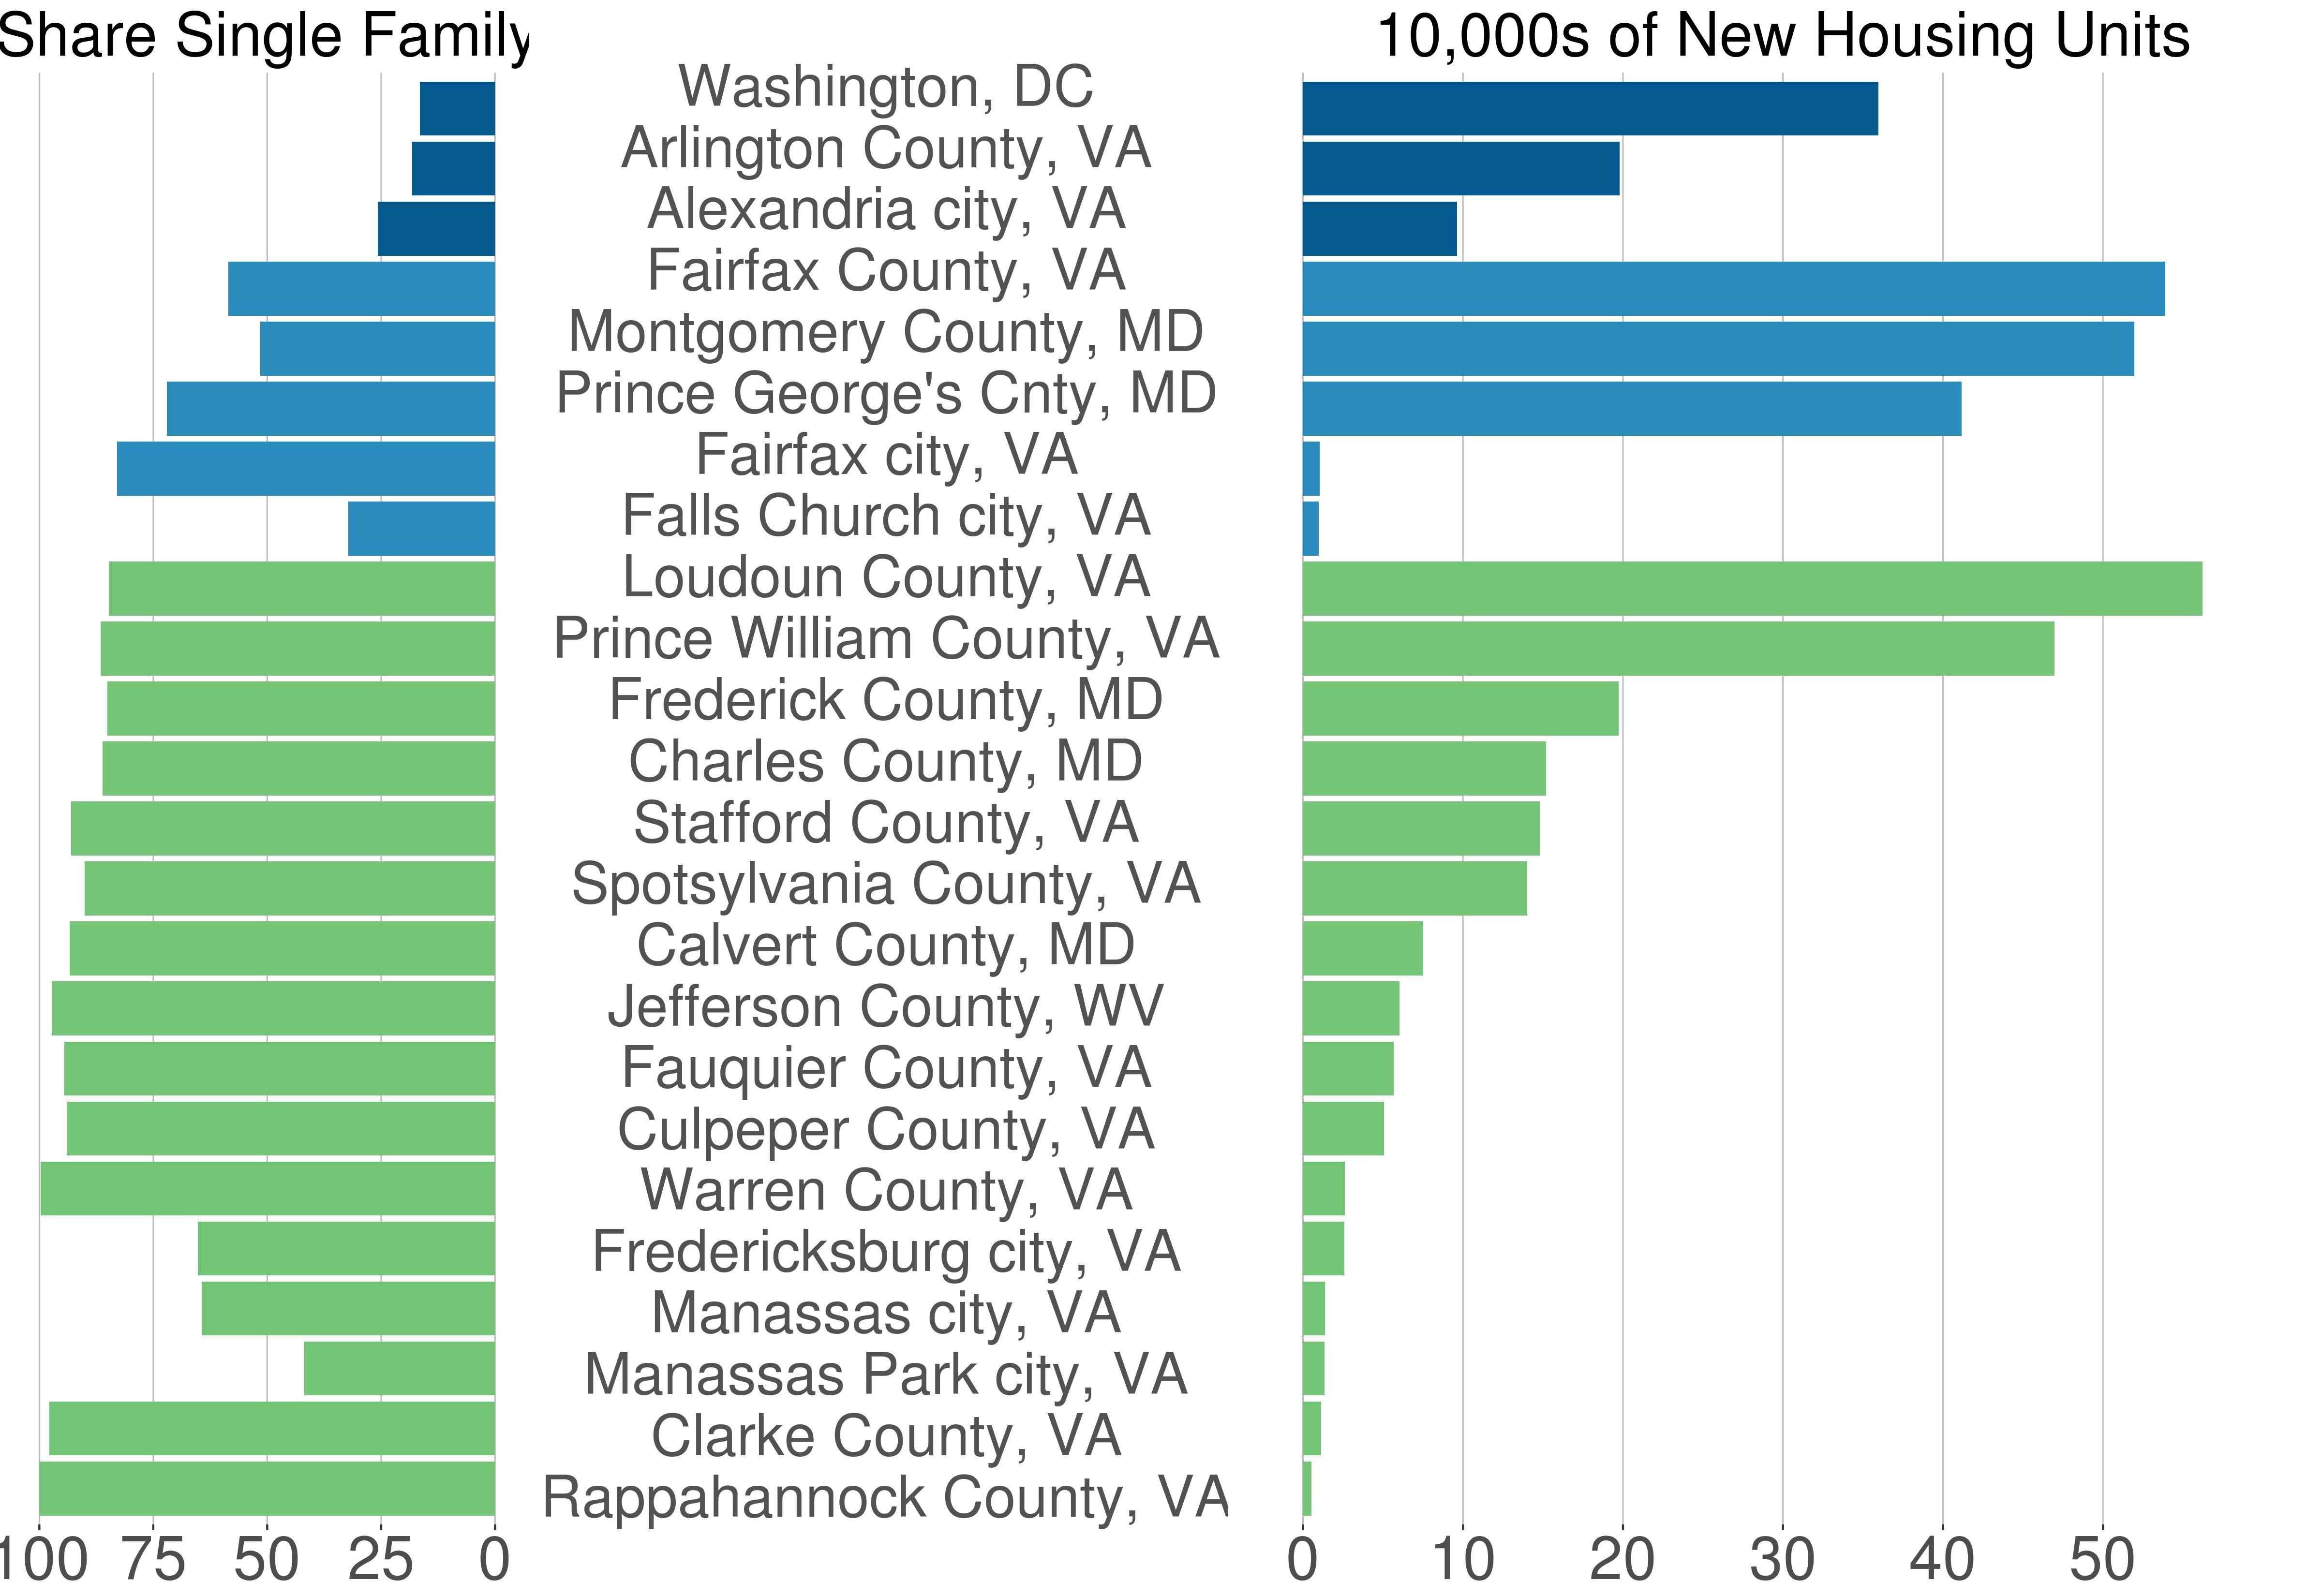 Share Single Family
10,000s of New Housing Units
Washington, DC
Arlington County, VA
Alexandria city, VA
Fairfax County, VA
Montgomery County, MD
Prince George's Cnty, MD
Fairfax city, VA
Falls Church city, VA
Loudoun County, VA
Prince William County, VA
Frederick County, MD
Charles County, MD
Stafford County, VA
Spotsylvania County, VA
Calvert County, MD
Jefferson County, WV
Fauquier County, VA
Culpeper County, VA
Warren County, VA
Fredericksburg city, VA
Manassas city, VA
Manassas Park city, VA
Clarke County, VA
Rappahannock County, VA
100 75 50 25 0
0 10 20 30 40 50